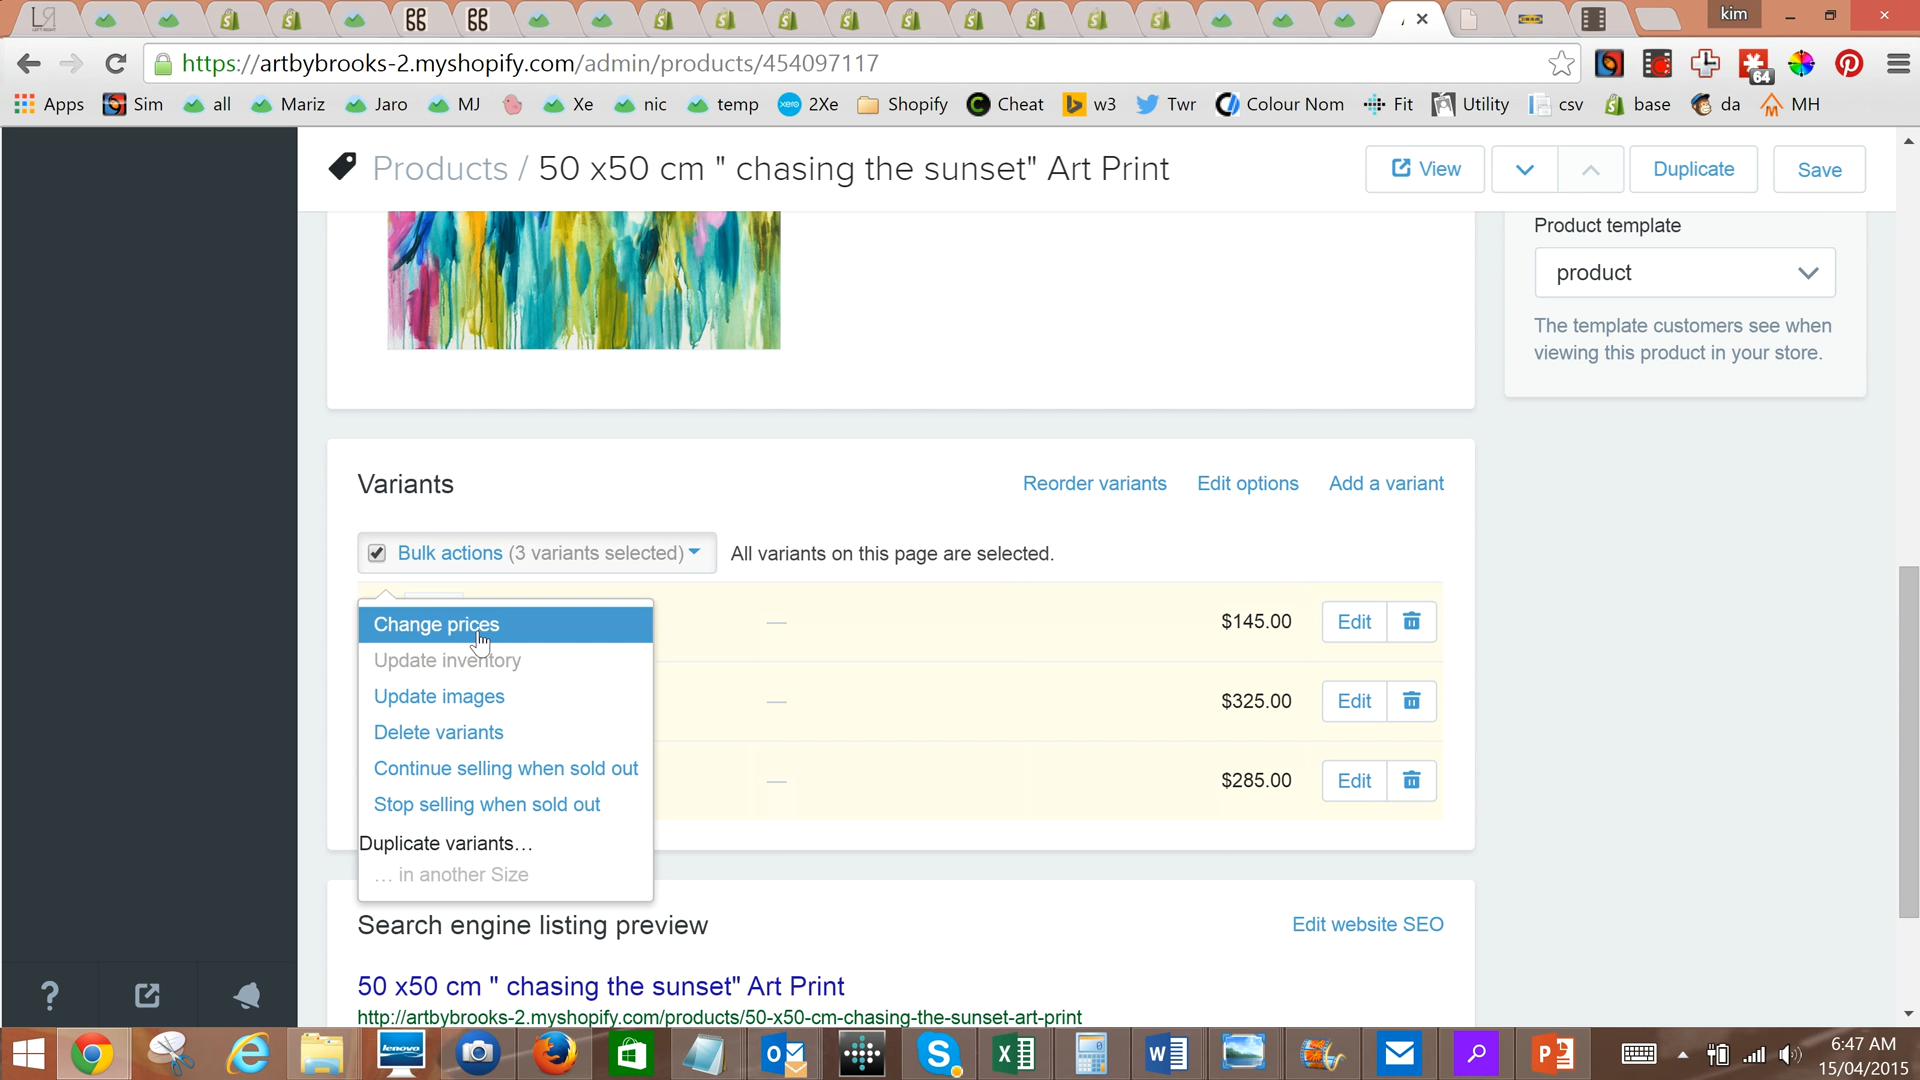 kim
https://artbybrooks-2.myshopify.com/admin/products/454097117
64
Apps Sim all Mariz Jaro MJ Xe nic temp xero 2Xe Shopify C Cheat w3 Twr Colour Nom Fit Utility csv base da MH
Products / 50 x50 cm " chasing the sunset" Art Print
View Duplicate Save
Product template
product
The template customers see when
viewing this product in your store.
Variants
Reorder variants Edit options Add a variant
Bulk actions (3 variants selected) All variants on this page are selected.
Change prices
Update inventory
Update images
Delete variants
Continue selling when sold out
Stop selling when sold out
Duplicate variants...
... in another Size
— $145.00 Edit
— $325.00 Edit
— $285.00 Edit
Search engine listing preview
Edit website SEO
50 x50 cm " chasing the sunset" Art Print
http://artbybrooks-2.myshopify.com/products/50-x50-cm-chasing-the-sunset-art-print
?
lenovo
6:47 AM
15/04/2015